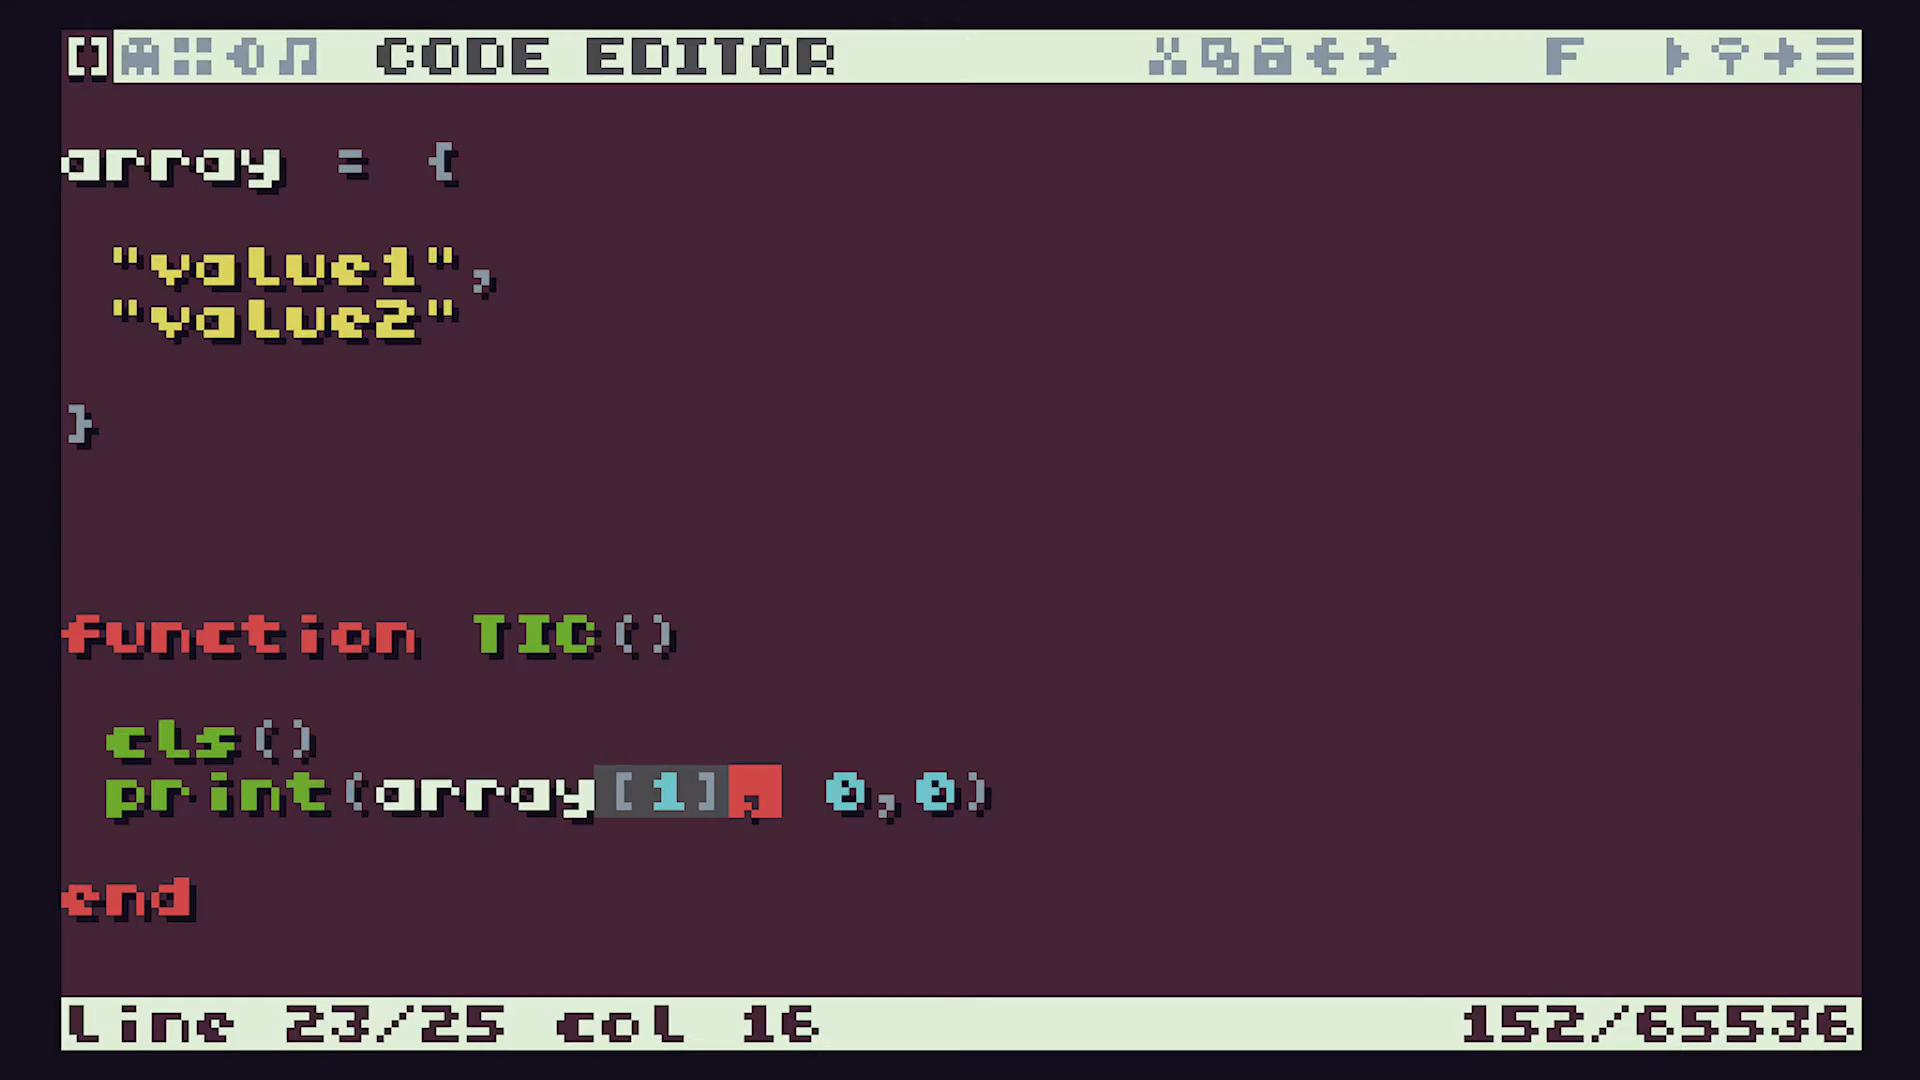 CODE EDITOR F
array = {
"value1",
"value2"
}
function TIC()
cls()
print(array[1], 0,0)
end
line 23/25 col 16 152/65536